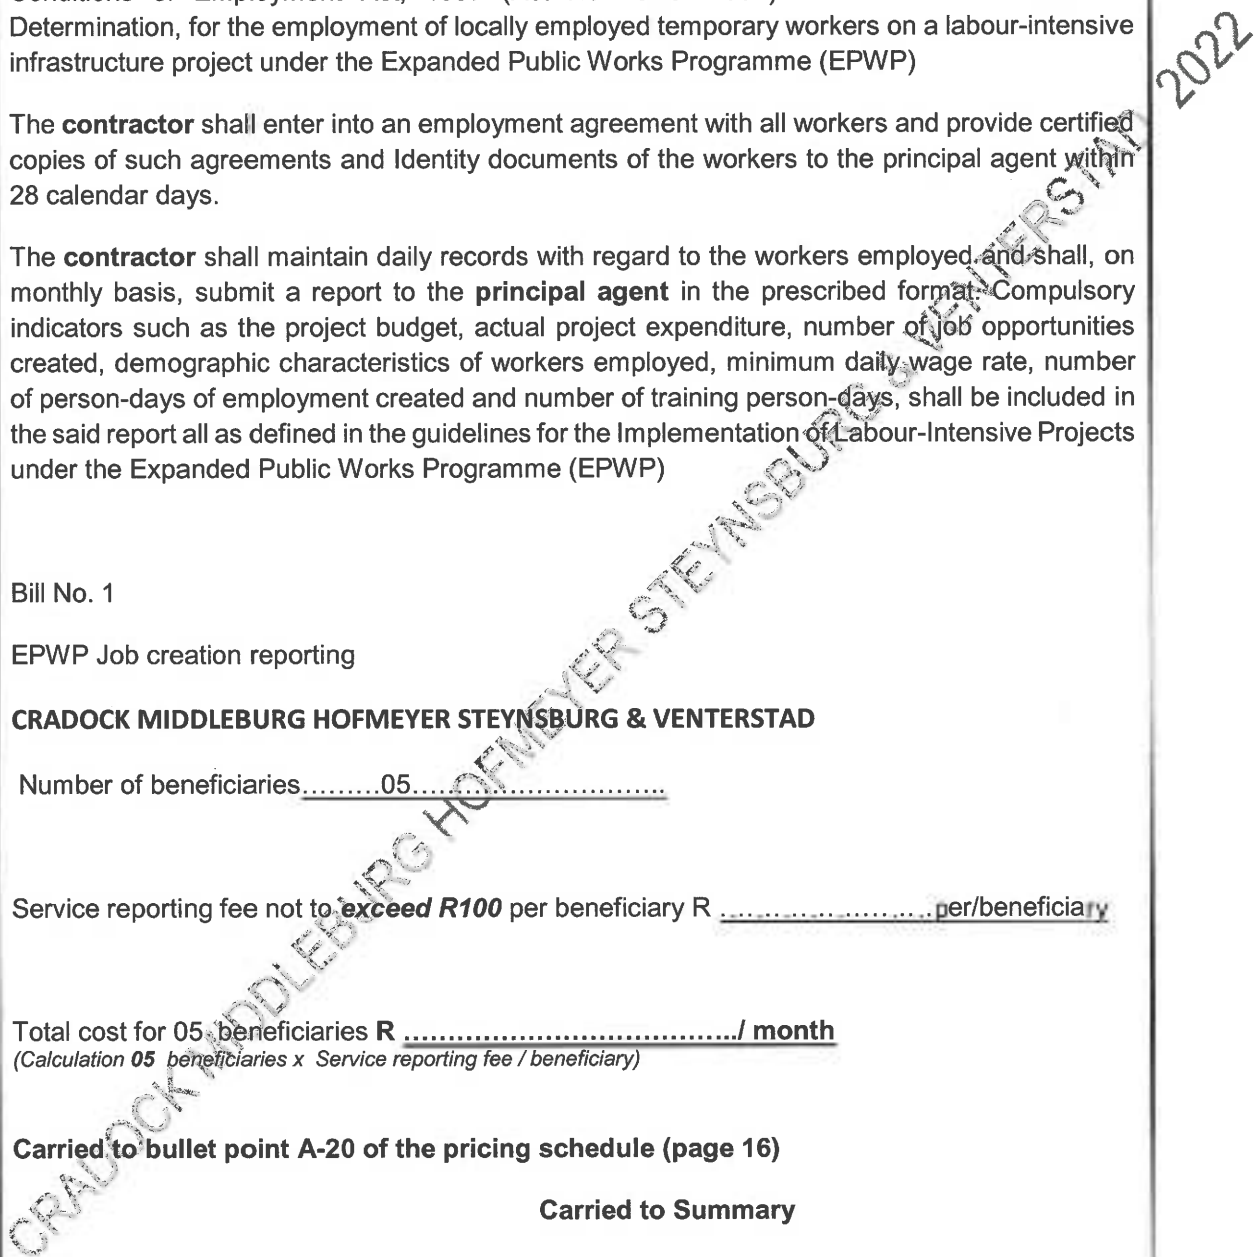 Determination, for the employment of locally employed temporary workers on a labour-intensive
infrastructure project under the Expanded Public Works Programme (EPWP)
The contractor shall enter into an employment agreement with all workers and provide certified
copies of such agreements and Identity documents of the workers to the principal agent within
28 calendar days.
The contractor shall maintain daily records with regard to the workers employed and shall, on
monthly basis, submit a report to the principal agent in the prescribed format. Compulsory
indicators such as the project budget, actual project expenditure, number of job opportunities
created, demographic characteristics of workers employed, minimum daily wage rate, number
of person-days of employment created and number of training person-days, shall be included in
the said report all as defined in the guidelines for the Implementation of Labour-Intensive Projects
under the Expanded Public Works Programme (EPWP)
Bill No. 1
EPWP Job creation reporting
CRADOCK MIDDLEBURG HOFMEYER STEYNSBURG & VENTERSTAD
Number of beneficiaries.........05.............................
Service reporting fee not to exceed R100 per beneficiary R ........................per/beneficiary
Total cost for 05 beneficiaries R ....................................../ month
(Calculation 05 beneficiaries x Service reporting fee / beneficiary)
Carried to bullet point A-20 of the pricing schedule (page 16)
Carried to Summary
CRADOCK MIDDLEBURG HOFMEYER STEYNSBURG & VENTERSTAD 2022